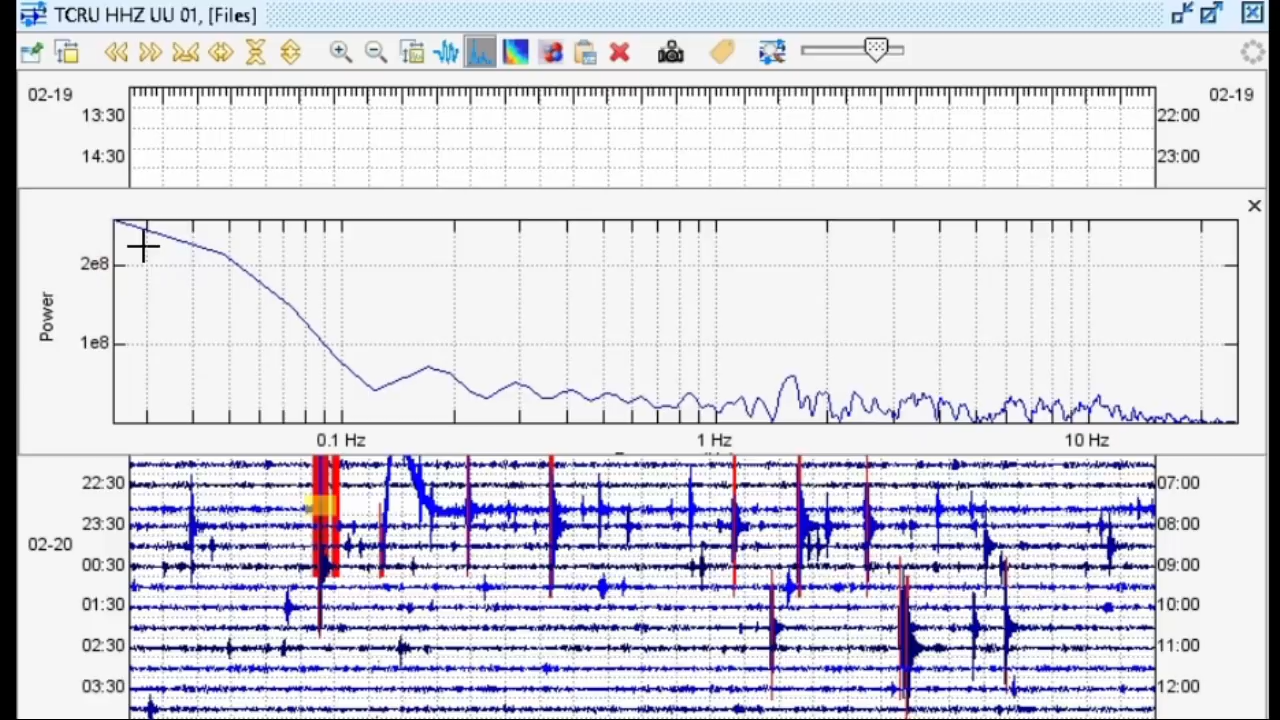 TCRU HHZ UU 01, [Files]
02-19 02-19
13:30 22:00
14:30 23:00
2e8
Power
1e8
0.1 Hz 1 Hz 10 Hz
22:30 07:00
23:30 08:00
02-20
00:30 09:00
01:30 10:00
02:30 11:00
03:30 12:00